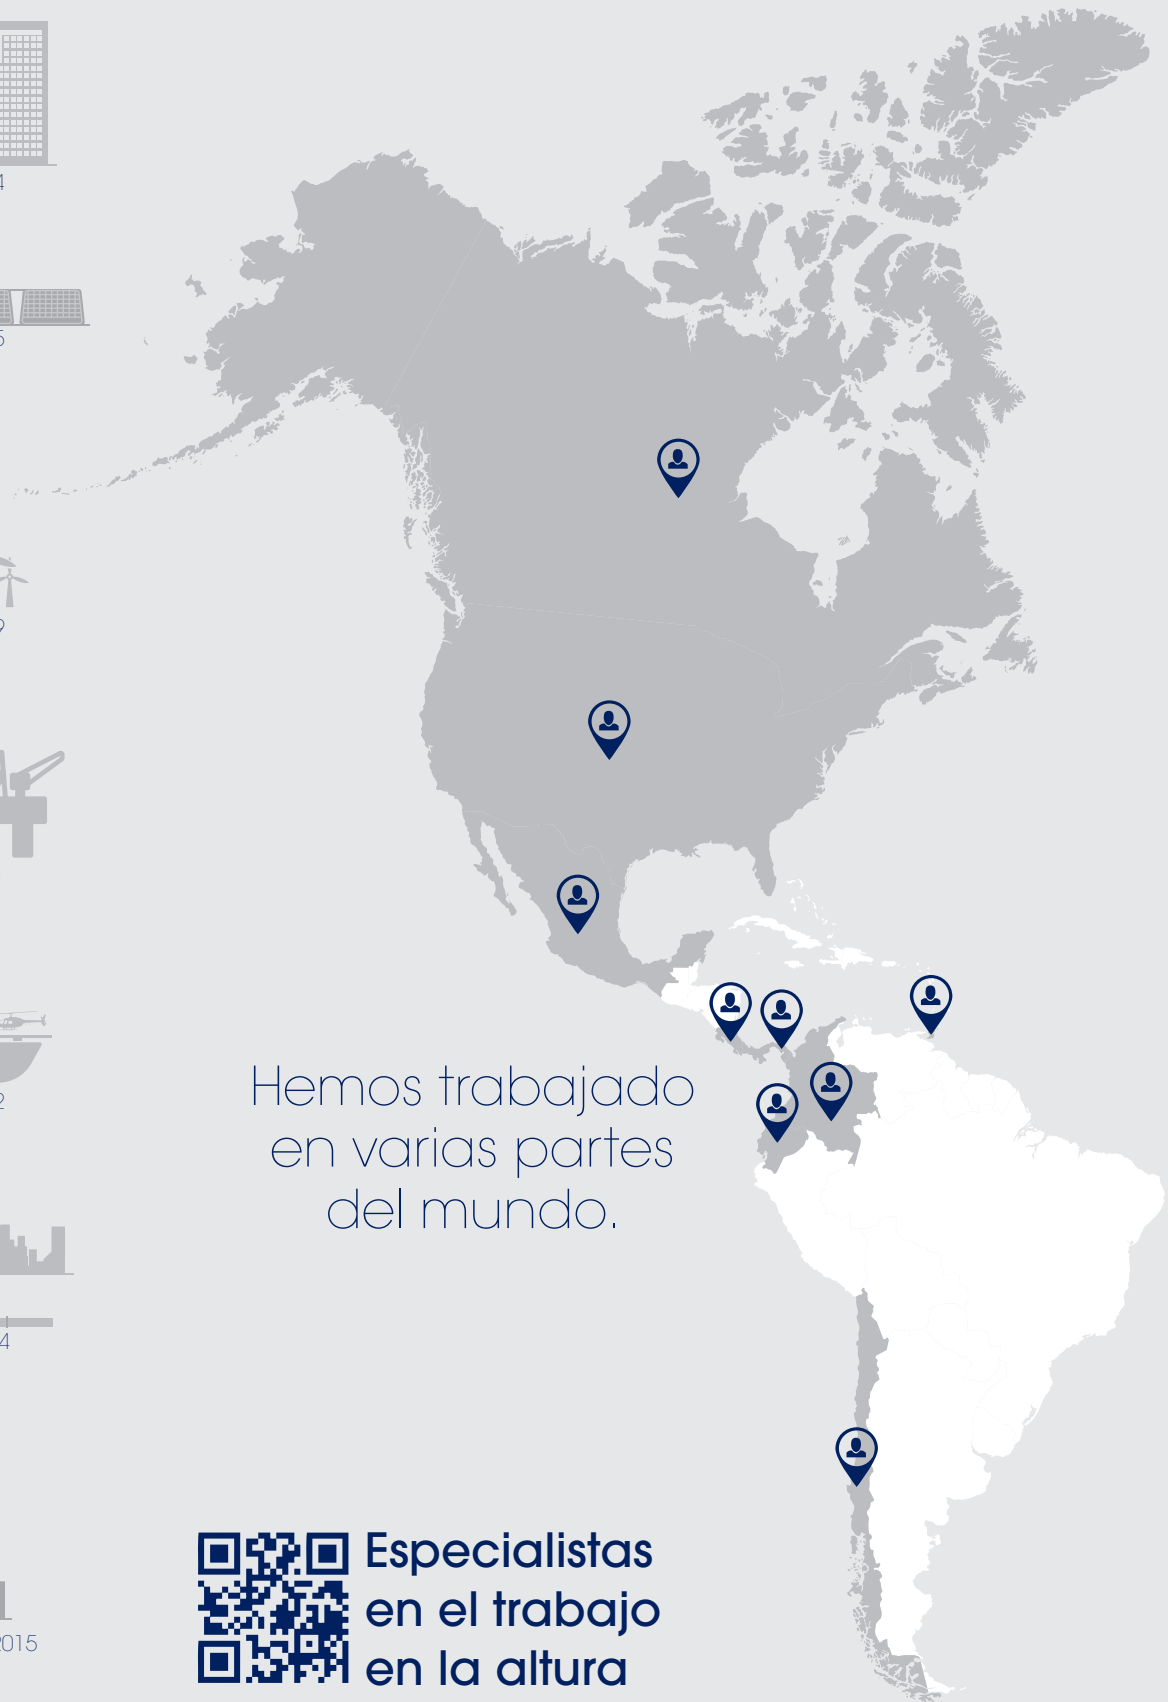 Hemos trabajado
en varias partes
del mundo.
Especialistas
en el trabajo
en la altura